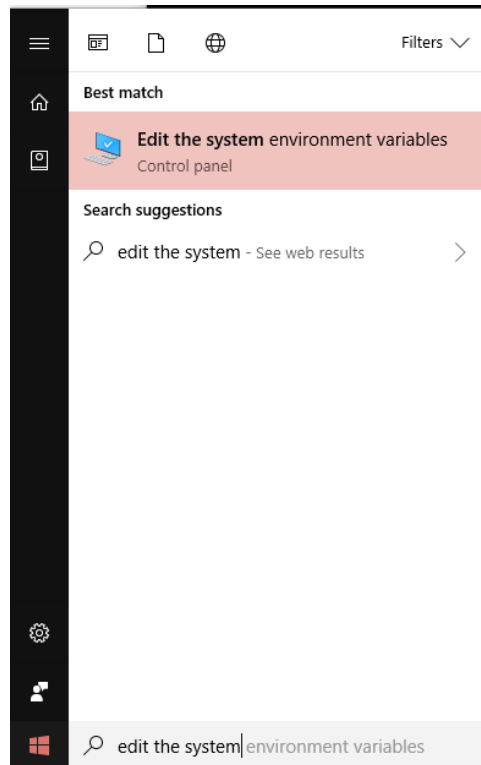 Filters
Best match
Edit the system environment variables
Control panel
Search suggestions
edit the system - See web results
edit the system environment variables